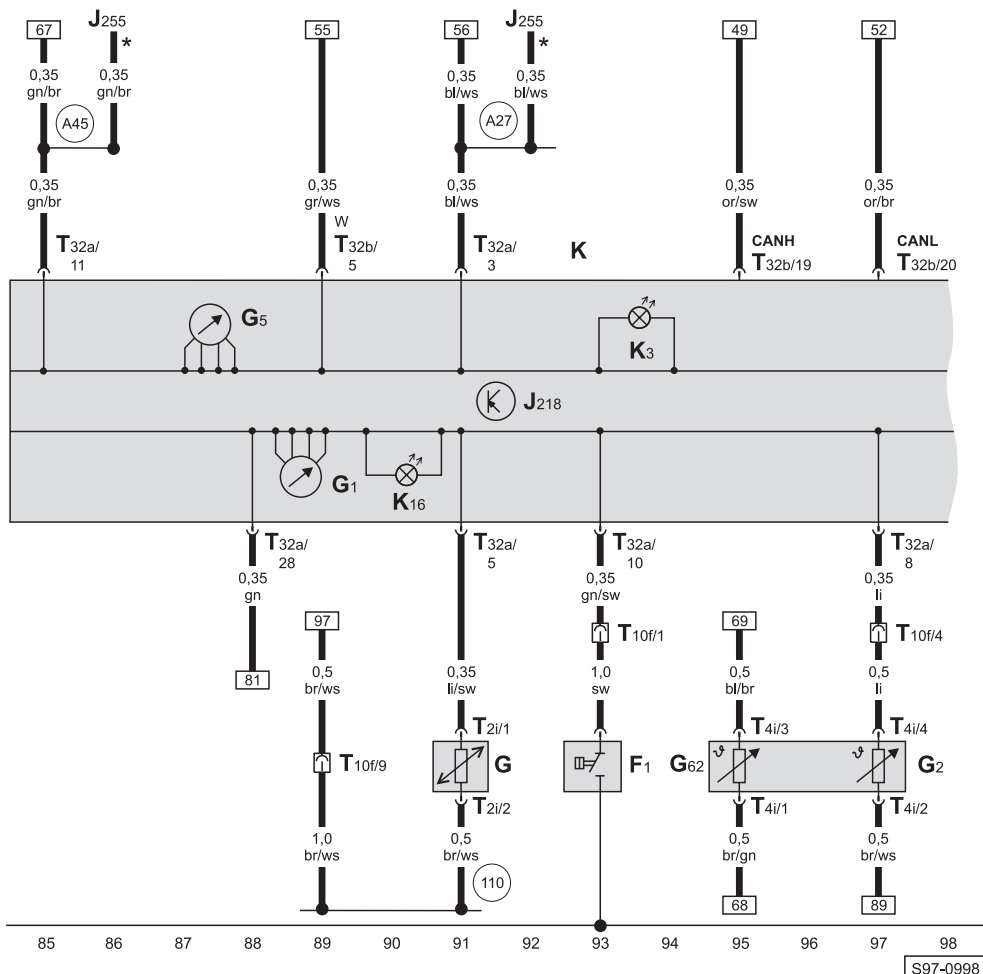 67 J255 55 56 J255 49 52
* *
0,35 0,35 0,35 0,35
gn/br gn/br bl/ws bl/ws
A45 A27
0,35 0,35 0,35 0,35 0,35
gn/br gr/ws bl/ws or/sw or/br
W
T32a/ T32b/ T32a/ K CANH CANL
11 5 3 T32b/19 T32b/20
G5 K3
J218
G1 K16
T32a/ T32a/ T32a/ T32a/
28 5 10 8
0,35 0,35 0,35
gn gn/sw li
97 T10f/1 69 T10f/4
81
0,5 0,35 1,0 0,5 0,5
br/ws li/sw sw bl/br li
T2i/1 T4i/3 T4i/4
T10f/9 G F1 G62 G2
T2i/2 T4i/1 T4i/2
1,0 0,5 0,5 0,5
br/ws br/ws br/gn br/ws
110 68 89
85 86 87 88 89 90 91 92 93 94 95 96 97 98
S97-0998